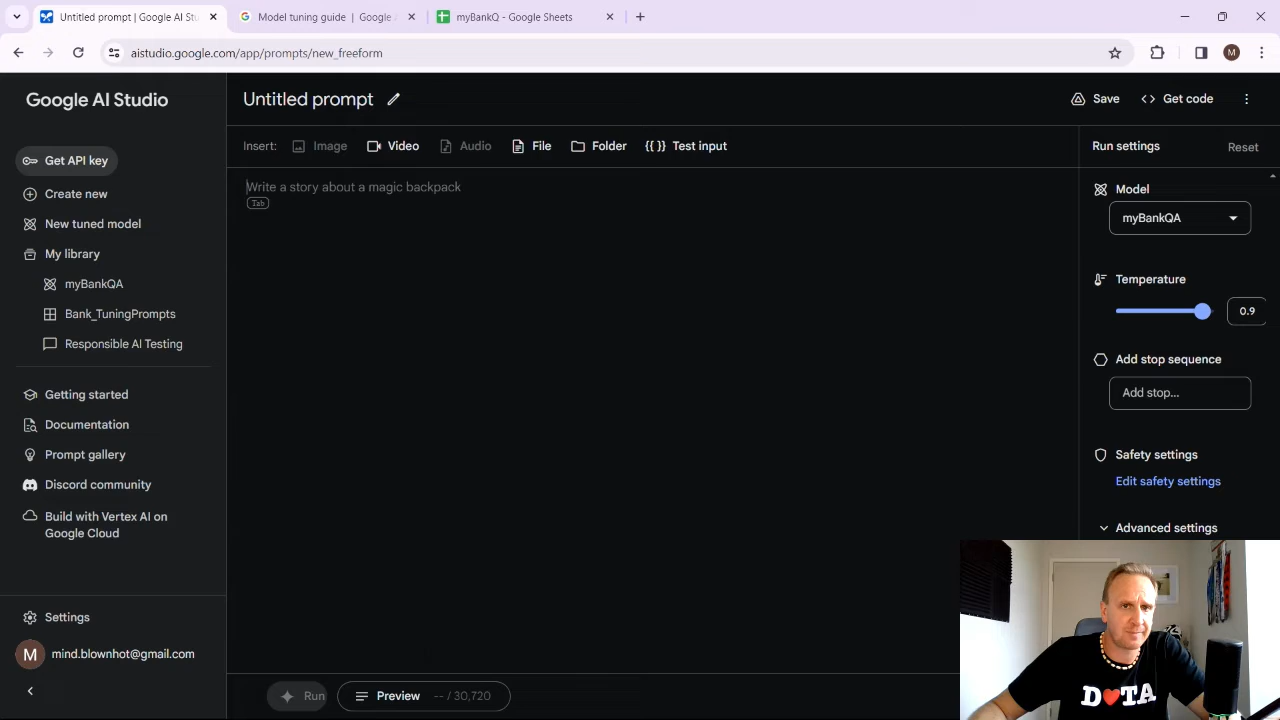 Untitled prompt | Google AI Stu
Model tuning guide | Google A
myBankQ - Google Sheets
aistudio.google.com/app/prompts/new_freeform
M
Google AI Studio
Untitled prompt
Save
Get code
Get API key
Insert:
Image
Video
Audio
File
Folder
Test input
Run settings
Reset
Create new
Write a story about a magic backpack
Tab
Model
myBankQA
New tuned model
My library
myBankQA
Bank_TuningPrompts
Responsible AI Testing
Temperature
0.9
Add stop sequence
Add stop...
Getting started
Documentation
Prompt gallery
Discord community
Build with Vertex AI on
Google Cloud
Safety settings
Edit safety settings
Advanced settings
Settings
M
mind.blownhot@gmail.com
Run
Preview
-- / 30,720
D♥TA